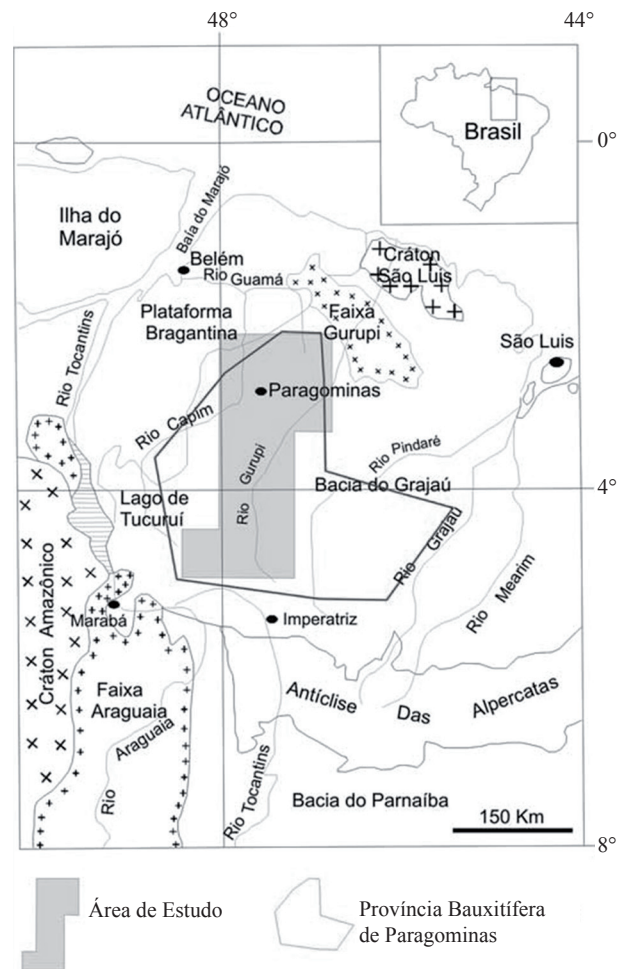 48°
44°
OCEANO
ATLÂNTICO
Brasil
0°
Ilha do
Marajó
Baía do Marajó
Belém
Rio Guamá
Cráton
São Luis
Plataforma
Bragantina
Faixa
Gurupi
São Luis
Rio Tocantins
Paragominas
Rio Capim
Rio Gurupi
Rio Pindaré
Bacia do Grajaú
4°
Lago de
Tucuruí
Rio Grajaú
Rio Mearim
Cráton Amazônico
Marabá
Imperatriz
Faixa
Araguaia
Rio Araguaia
Antíclise Das Alpercatas
Rio Tocantins
Bacia do Parnaíba
150 Km
8°
Área de Estudo
Província Bauxitífera
de Paragominas